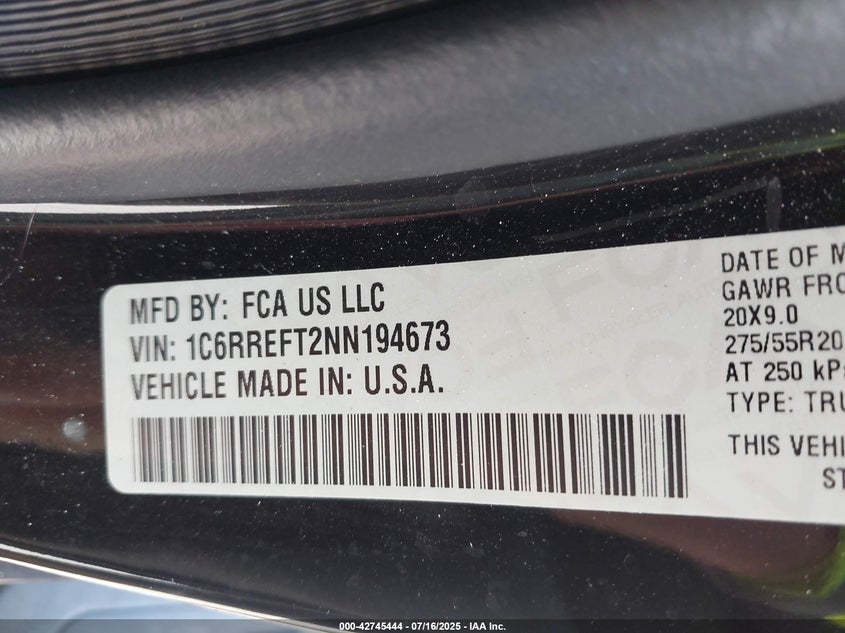 MFD BY: FCA US LLC
VIN: 1C6RREFT2NN194673
VEHICLE MADE IN: U.S.A.
DATE OF M
GAWR FRO
20X9.0
275/55R20
AT 250 kPa
TYPE: TRU
THIS VEHI
ST
000-42745444 - 07/16/2025 - IAA Inc.